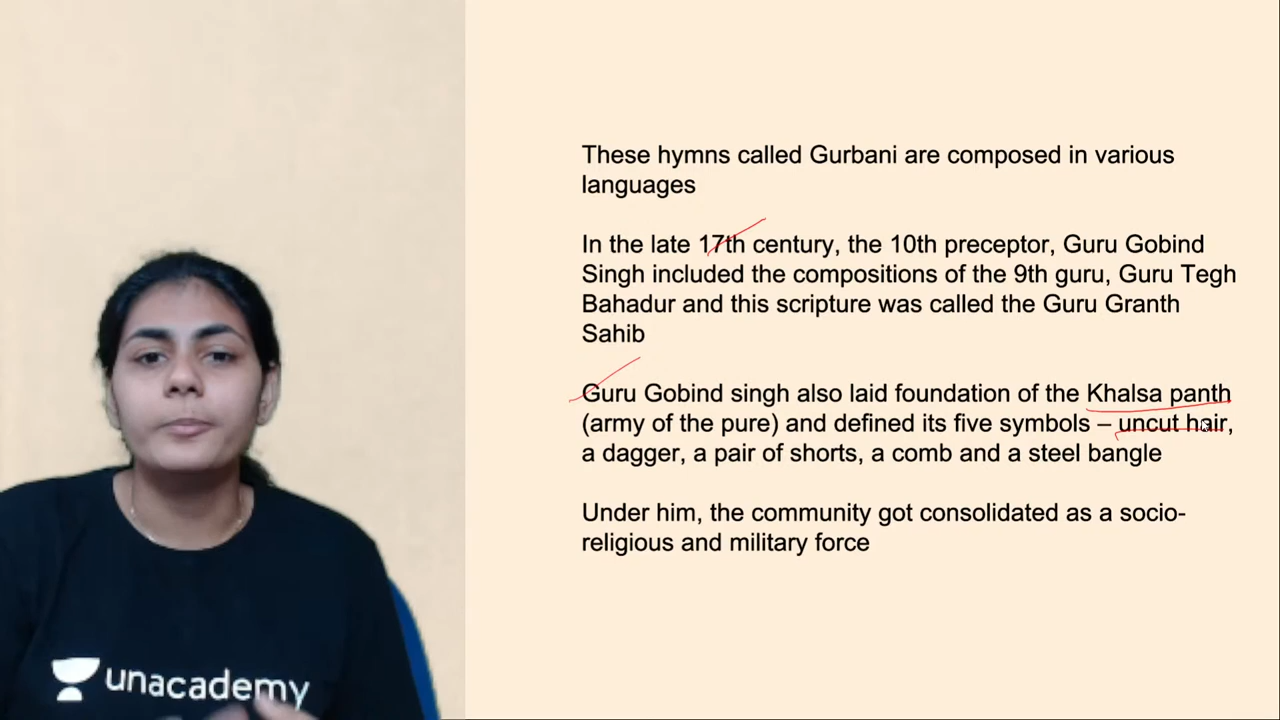 These hymns called Gurbani are composed in various
languages
In the late 17th century, the 10th preceptor, Guru Gobind
Singh included the compositions of the 9th guru, Guru Tegh
Bahadur and this scripture was called the Guru Granth
Sahib
Guru Gobind singh also laid foundation of the Khalsa panth
(army of the pure) and defined its five symbols – uncut hair,
a dagger, a pair of shorts, a comb and a steel bangle
Under him, the community got consolidated as a socio-
religious and military force
unacademy